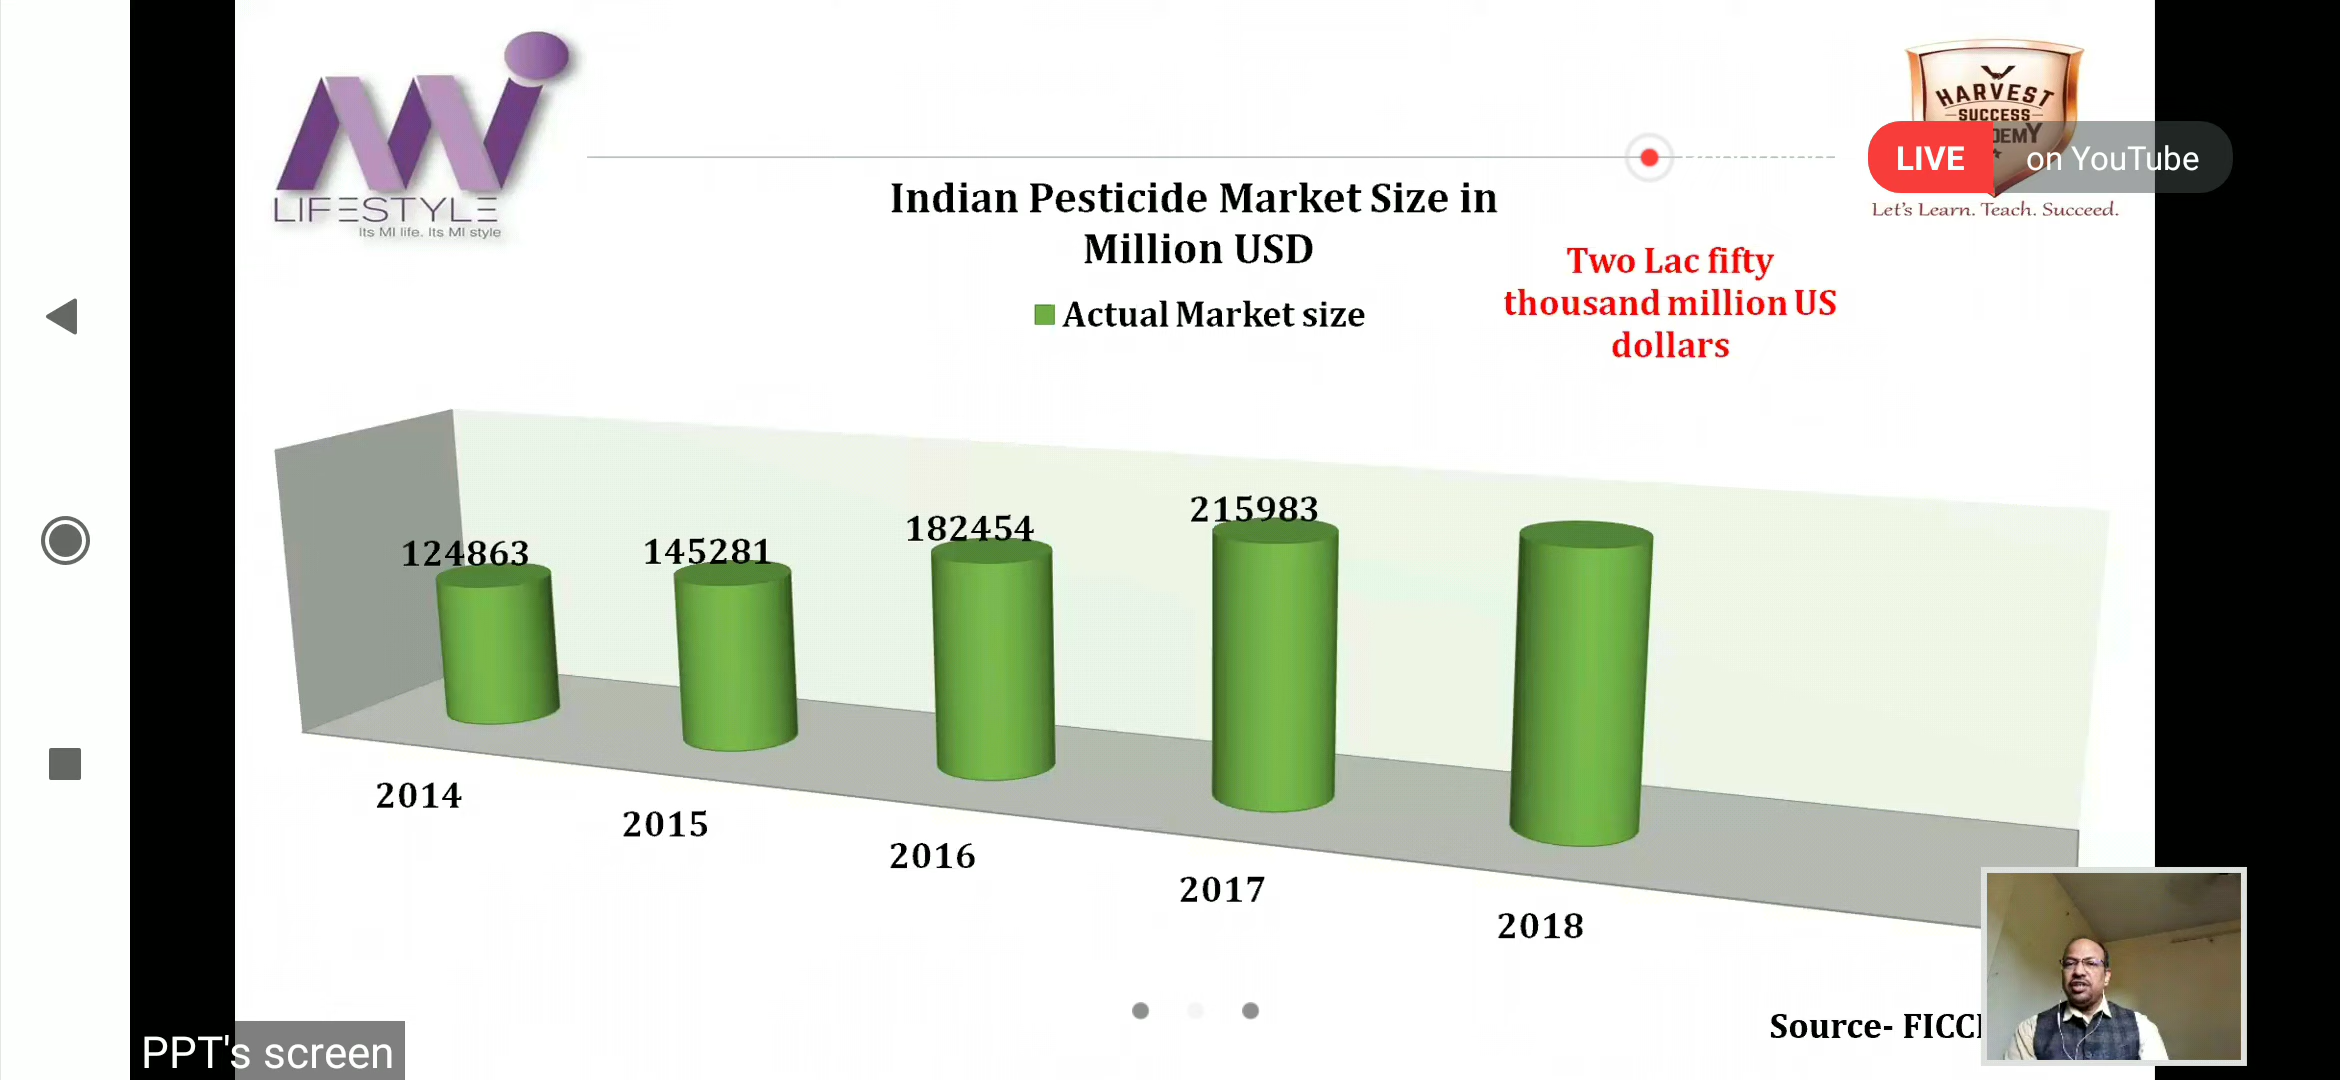 LIFESTYLE
Its MI life. Its MI style
HARVEST
SUCCESS
LIVE on YouTube
Let's Learn. Teach. Succeed.
Indian Pesticide Market Size in
Million USD
Actual Market size
Two Lac fifty
thousand million US
dollars
124863
145281
182454
215983
2014
2015
2016
2017
2018
Source- FICCI
PPT's screen